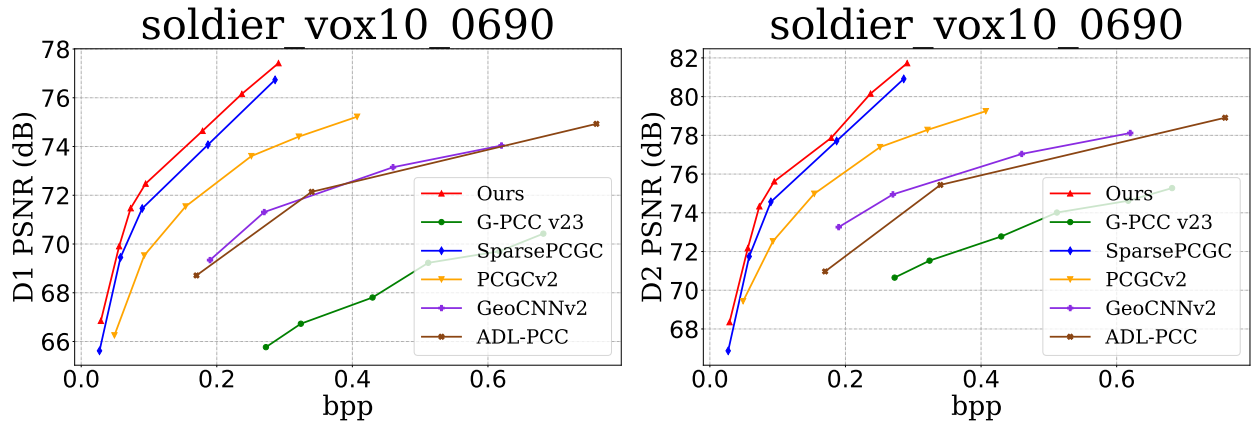 soldier_vox10_0690
D1 PSNR (dB)
78
76
74
72
70
68
66
0.0 0.2 0.4 0.6
bpp
Ours
G-PCC v23
SparsePCGC
PCGCv2
GeoCNNv2
ADL-PCC
soldier_vox10_0690
D2 PSNR (dB)
82
80
78
76
74
72
70
68
0.0 0.2 0.4 0.6
bpp
Ours
G-PCC v23
SparsePCGC
PCGCv2
GeoCNNv2
ADL-PCC